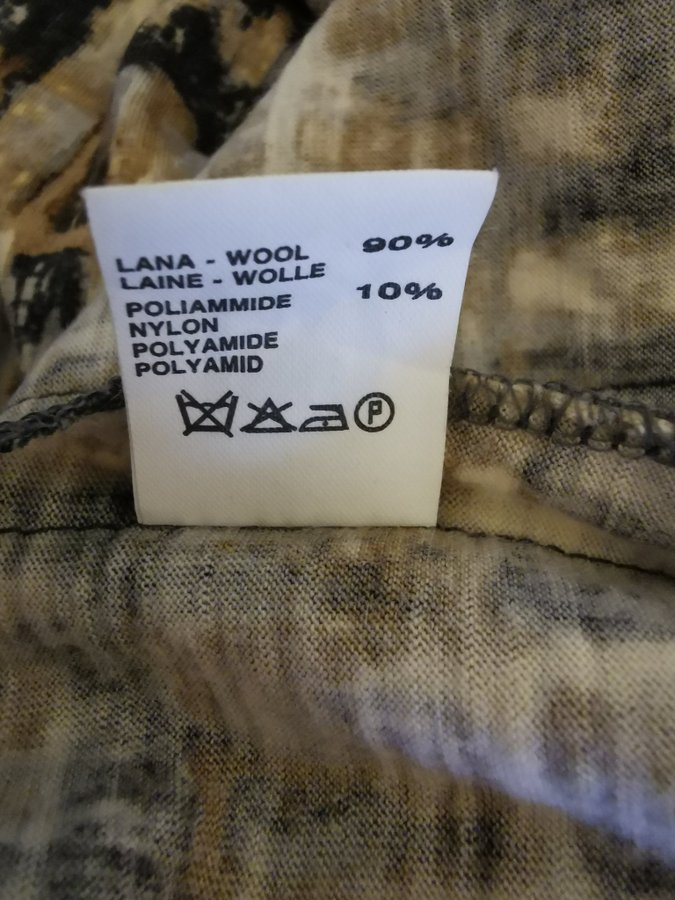 LANA - WOOL 90%
LAINE - WOLLE
POLIAMMIDE 10%
NYLON
POLYAMIDE
POLYAMID
P